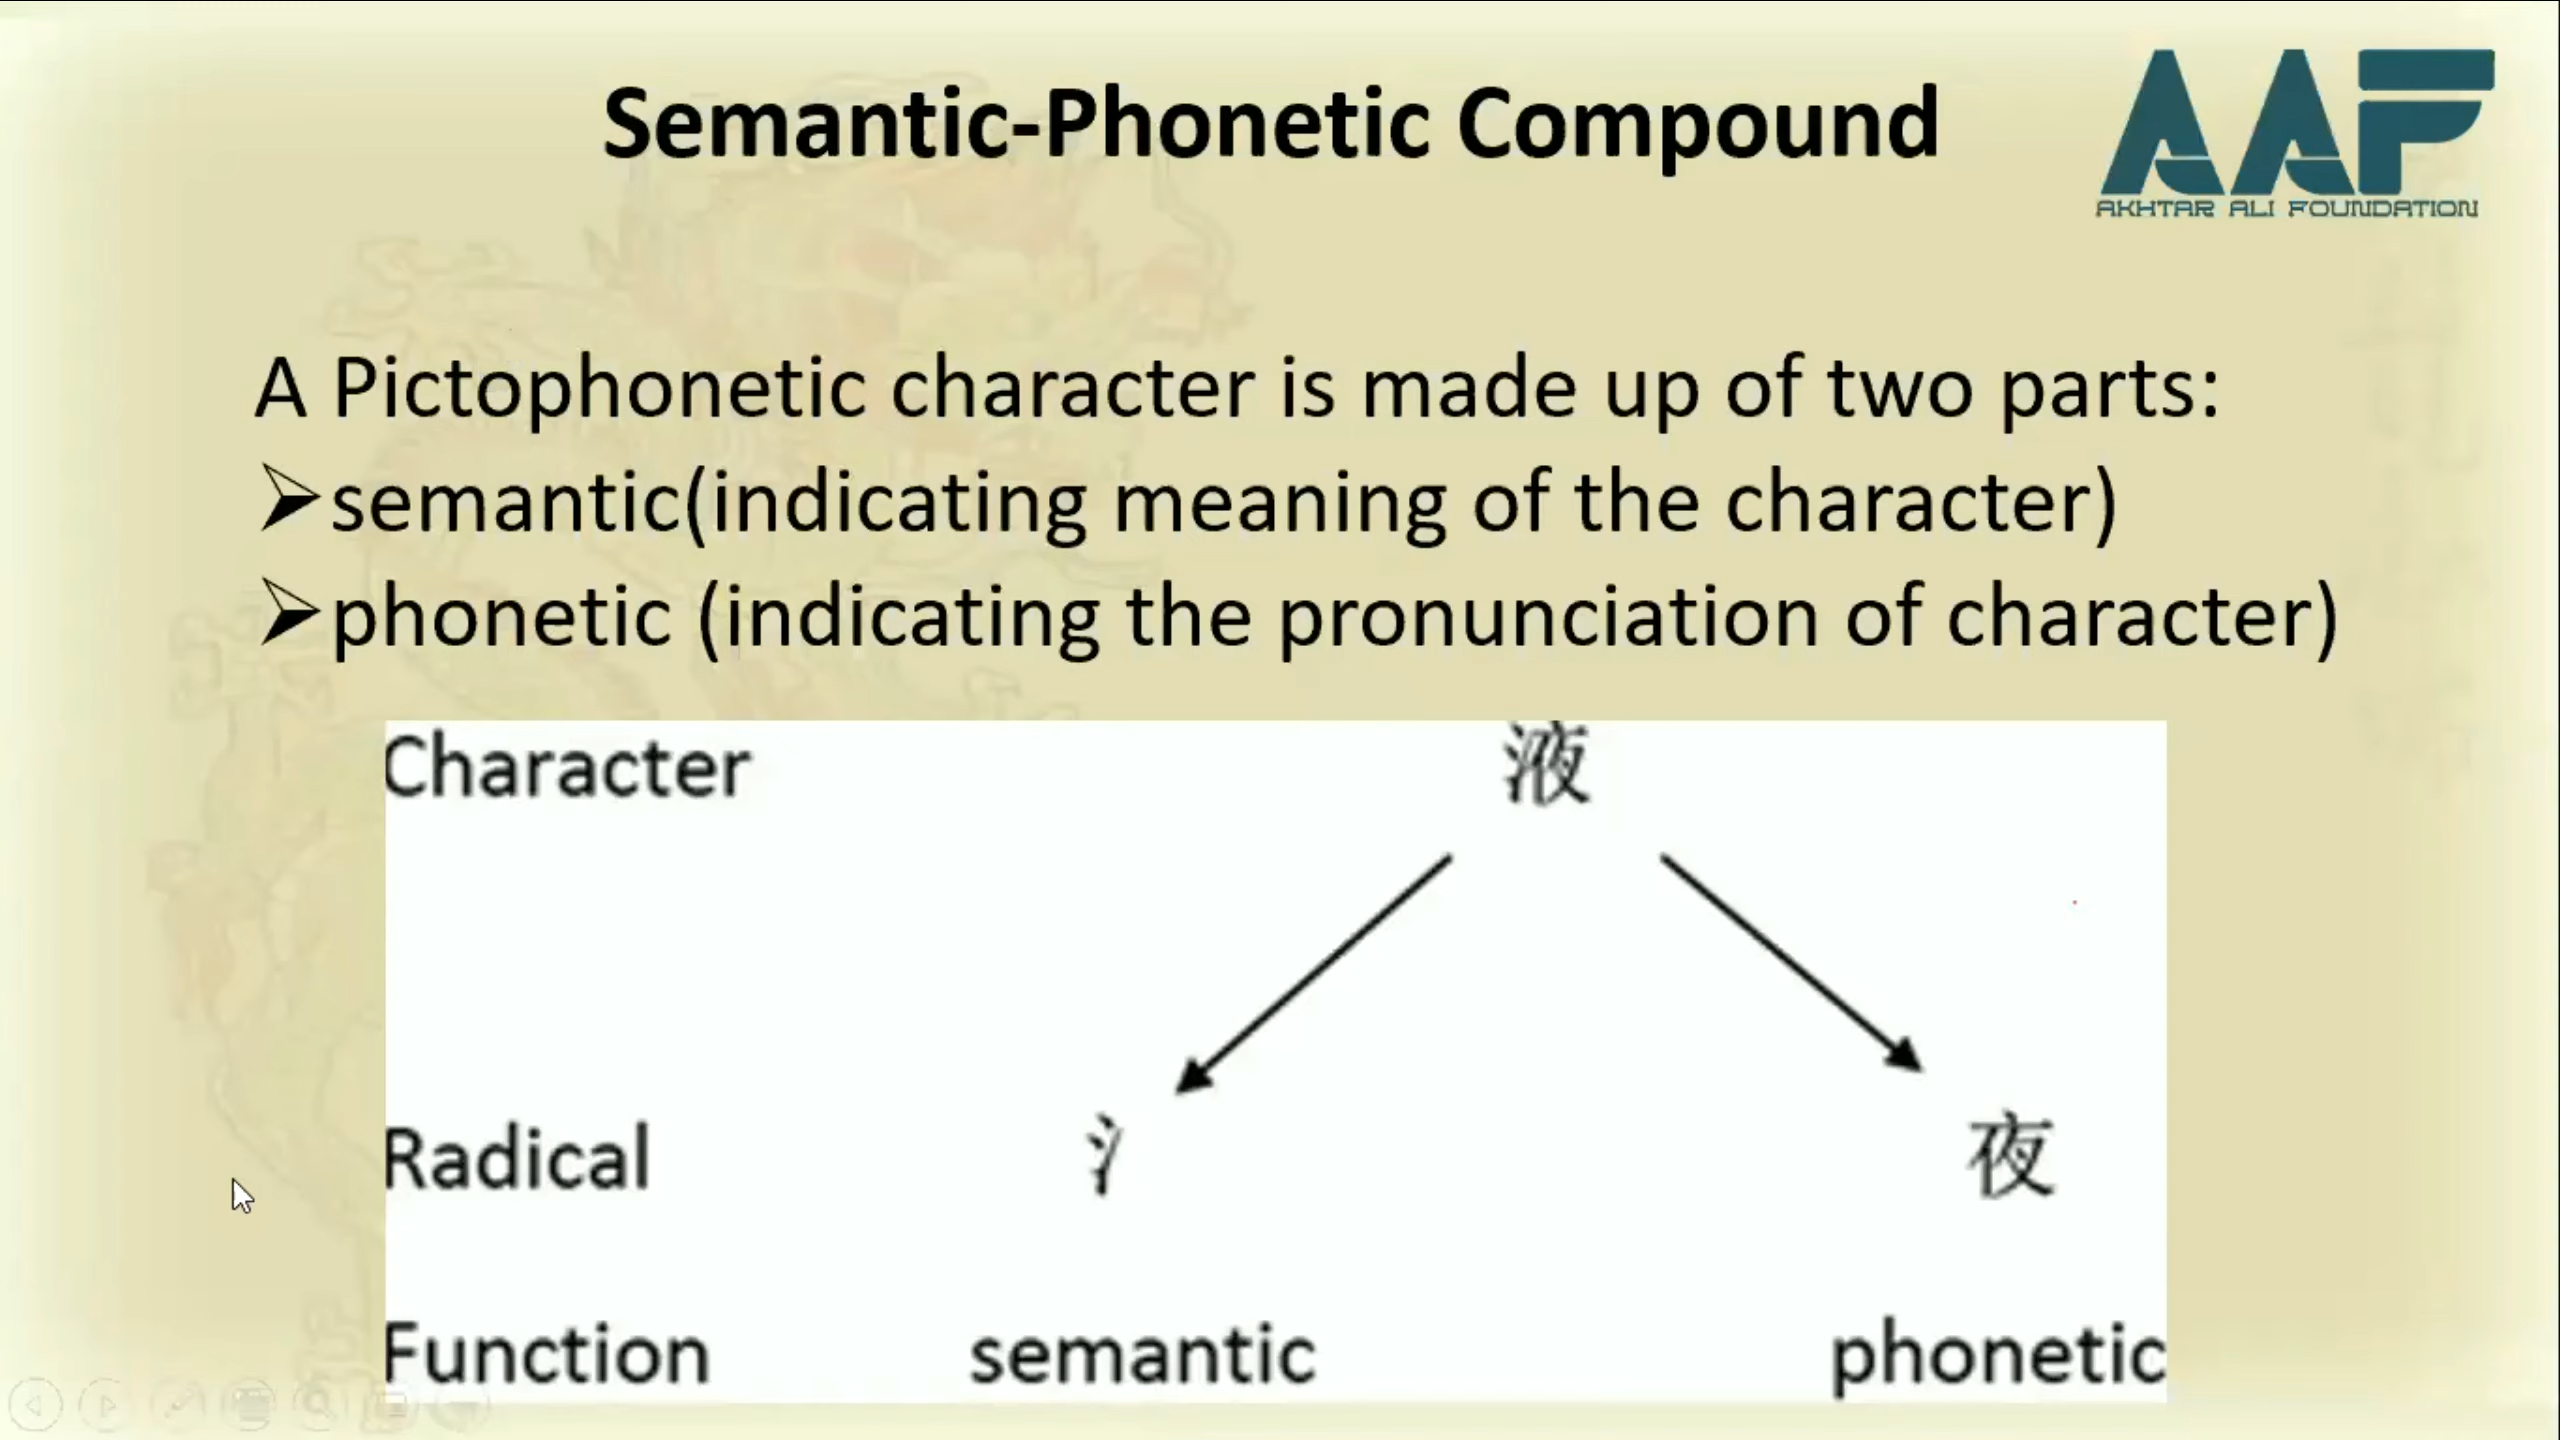 Semantic-Phonetic Compound
AAF
AKHTAR ALI FOUNDATION
A Pictophonetic character is made up of two parts:
➢semantic(indicating meaning of the character)
➢phonetic (indicating the pronunciation of character)
Character 液
Radical 氵 夜
Function semantic phonetic